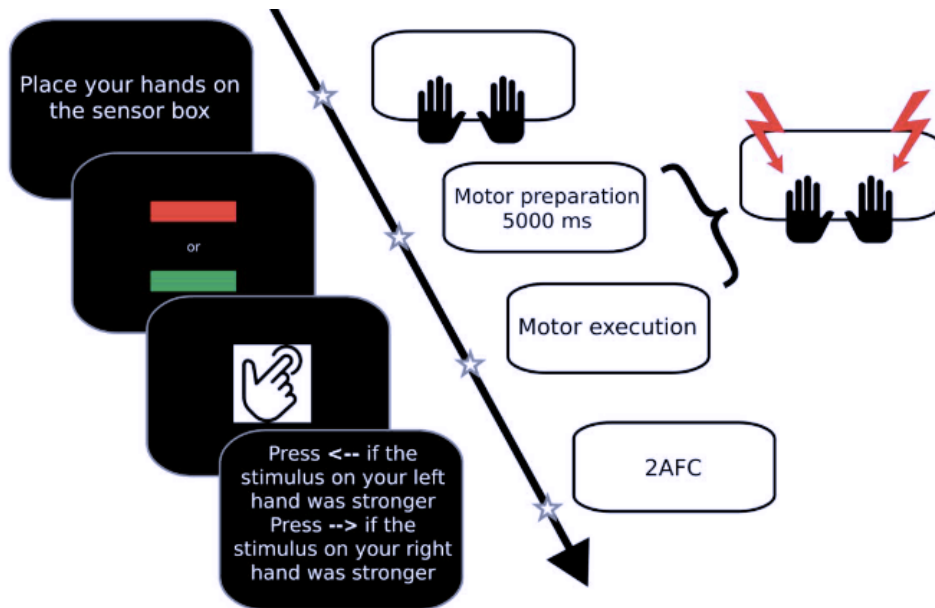 Place your hands on
the sensor box
or
Motor preparation
5000 ms
Motor execution
Press <-- if the
stimulus on your left
hand was stronger
Press --> if the
stimulus on your right
hand was stronger
2AFC